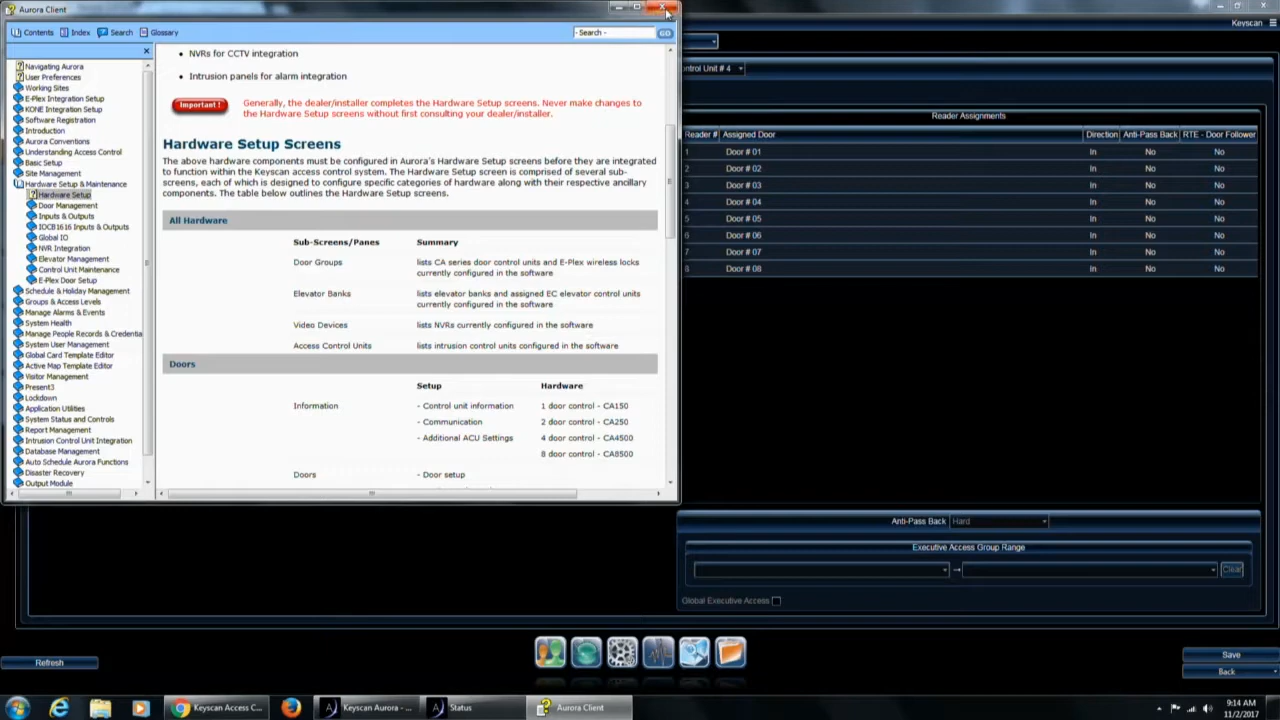 Aurora Client
Contents Index Search Glossary - Search - GO
Navigating Aurora
User Preferences
Working Sites
E-Plex Integration Setup
KONE Integration Setup
Software Registration
Introduction
Aurora Conventions
Understanding Access Control
Basic Setup
Site Management
Hardware Setup & Maintenance
Hardware Setup
Door Management
Inputs & Outputs
IOCB1616 Inputs & Outputs
Global IO
NVR Integration
Elevator Management
Control Unit Maintenance
E-Plex Door Setup
Schedule & Holiday Management
Groups & Access Levels
Manage Alarms & Events
System Health
Manage People Records & Credentia
System User Management
Global Card Template Editor
Active Map Template Editor
Visitor Management
Present3
Lockdown
Application Utilities
System Status and Controls
Report Management
Intrusion Control Unit Integration
Database Management
Auto Schedule Aurora Functions
Disaster Recovery
Output Module
• NVRs for CCTV integration
• Intrusion panels for alarm integration
Important !
Generally, the dealer/installer completes the Hardware Setup screens. Never make changes to
the Hardware Setup screens without first consulting your dealer/installer.
Hardware Setup Screens
The above hardware components must be configured in Aurora's Hardware Setup screens before they are integrated
to function within the Keyscan access control system. The Hardware Setup screen is comprised of several sub-
screens, each of which is designed to configure specific categories of hardware along with their respective ancillary
components. The table below outlines the Hardware Setup screens.
All Hardware
Sub-Screens/Panes Summary
Door Groups lists CA series door control units and E-Plex wireless locks
currently configured in the software
Elevator Banks lists elevator banks and assigned EC elevator control units
currently configured in the software
Video Devices lists NVRs currently configured in the software
Access Control Units lists intrusion control units configured in the software
Doors
Setup Hardware
Information - Control unit information 1 door control - CA150
- Communication 2 door control - CA250
- Additional ACU Settings 4 door control - CA4500
8 door control - CA8500
Doors - Door setup
Keyscan
ontrol Unit # 4
Reader Assignments
Reader # Assigned Door Direction Anti-Pass Back RTE - Door Follower
1 Door # 01 In No No
2 Door # 02 In No No
3 Door # 03 In No No
4 Door # 04 In No No
5 Door # 05 In No No
6 Door # 06 In No No
7 Door # 07 In No No
8 Door # 08 In No No
Anti-Pass Back Hard
Executive Access Group Range
→ Clear
Global Executive Access
Refresh
Save
Back
Keyscan Access C... Keyscan Aurora - ... Status Aurora Client
9:14 AM
11/2/2017